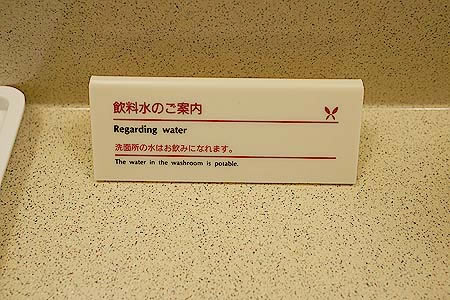 飲料水のご案内
Regarding water
洗面所の水はお飲みになれます。
The water in the washroom is potable.